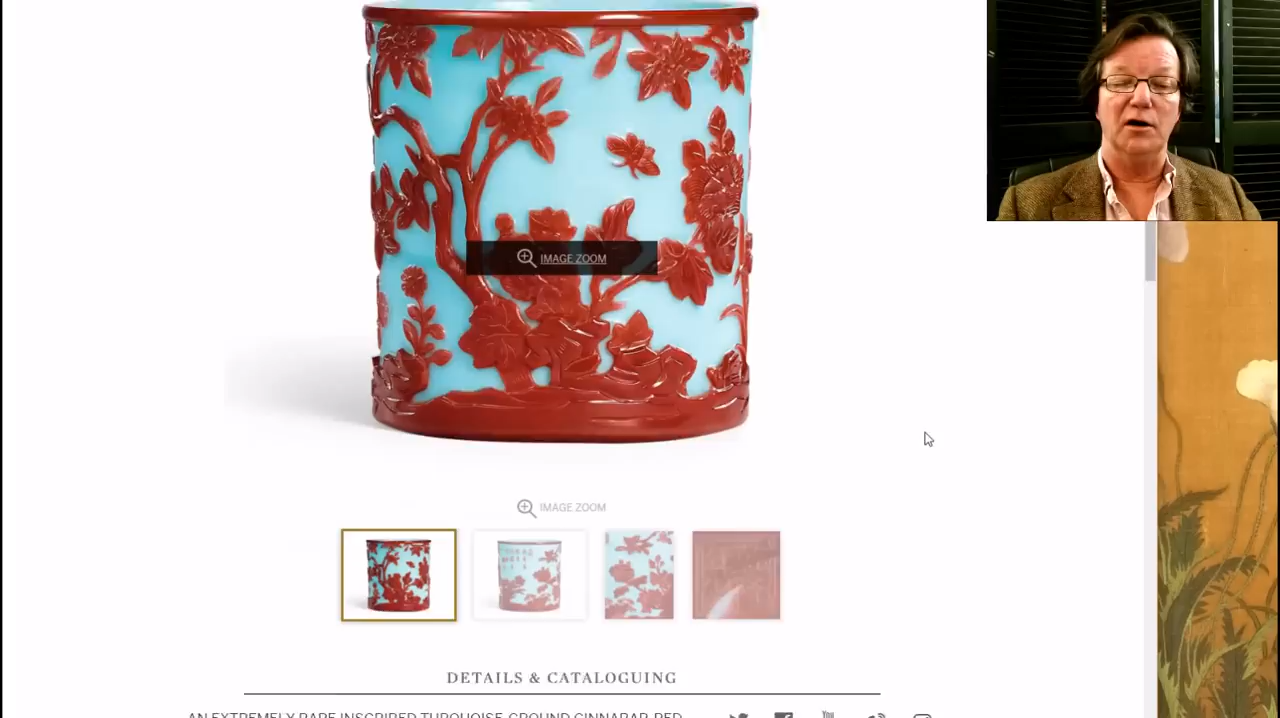 IMAGE ZOOM
IMAGE ZOOM
DETAILS & CATALOGUING
AN EXTREMELY RARE INSCRIBED TURQUOISE-GROUND CINNABAR-RED